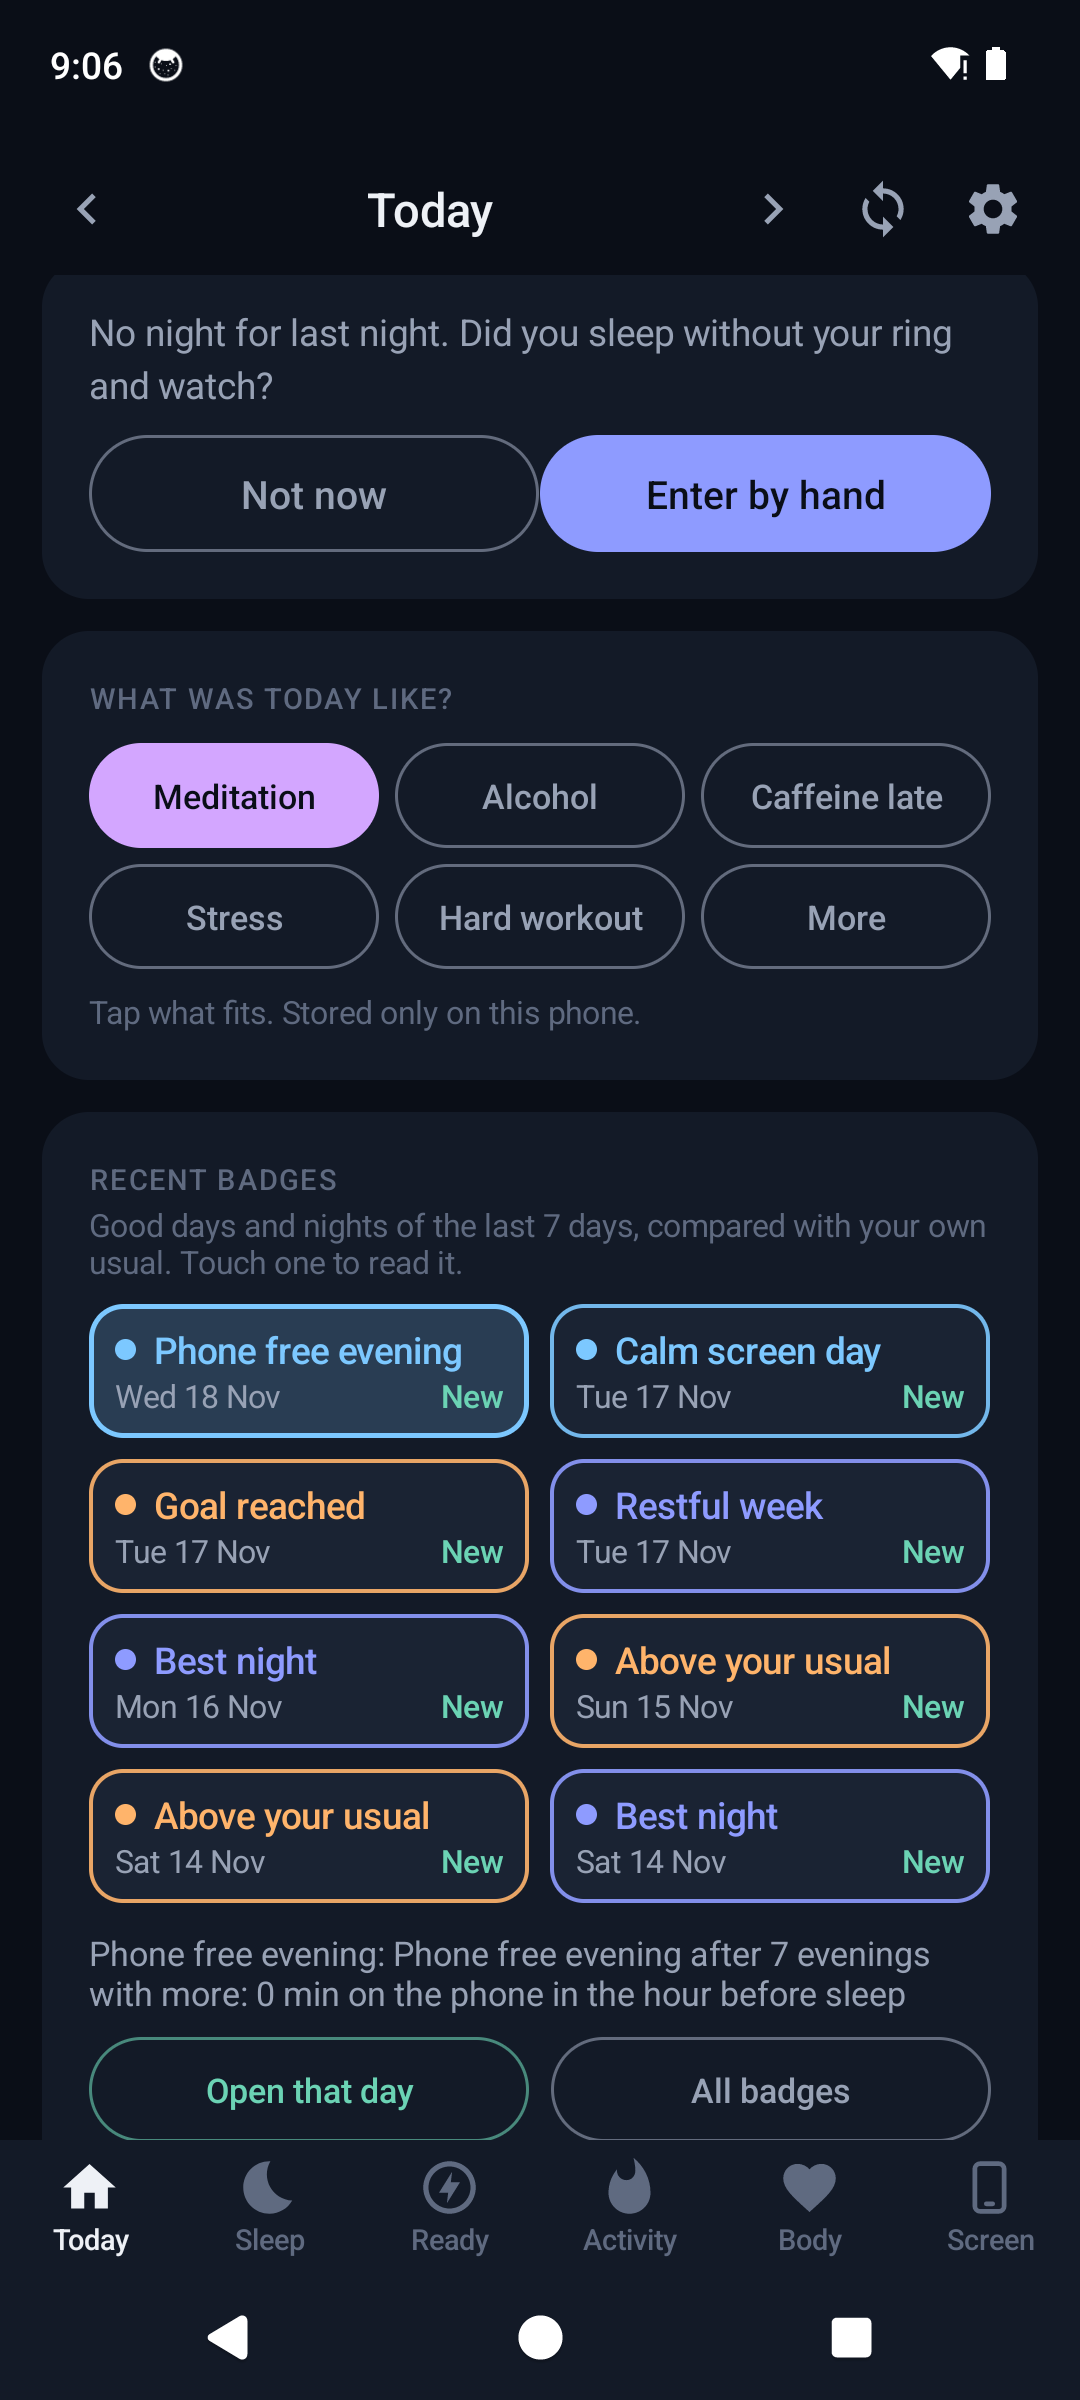 9:06
Today
No night for last night. Did you sleep without your ring
and watch?
Not now
Enter by hand
WHAT WAS TODAY LIKE?
Meditation
Alcohol
Caffeine late
Stress
Hard workout
More
Tap what fits. Stored only on this phone.
RECENT BADGES
Good days and nights of the last 7 days, compared with your own
usual. Touch one to read it.
Phone free evening
Wed 18 Nov New
Calm screen day
Tue 17 Nov New
Goal reached
Tue 17 Nov New
Restful week
Tue 17 Nov New
Best night
Mon 16 Nov New
Above your usual
Sun 15 Nov New
Above your usual
Sat 14 Nov New
Best night
Sat 14 Nov New
Phone free evening: Phone free evening after 7 evenings
with more: 0 min on the phone in the hour before sleep
Open that day
All badges
Today
Sleep
Ready
Activity
Body
Screen